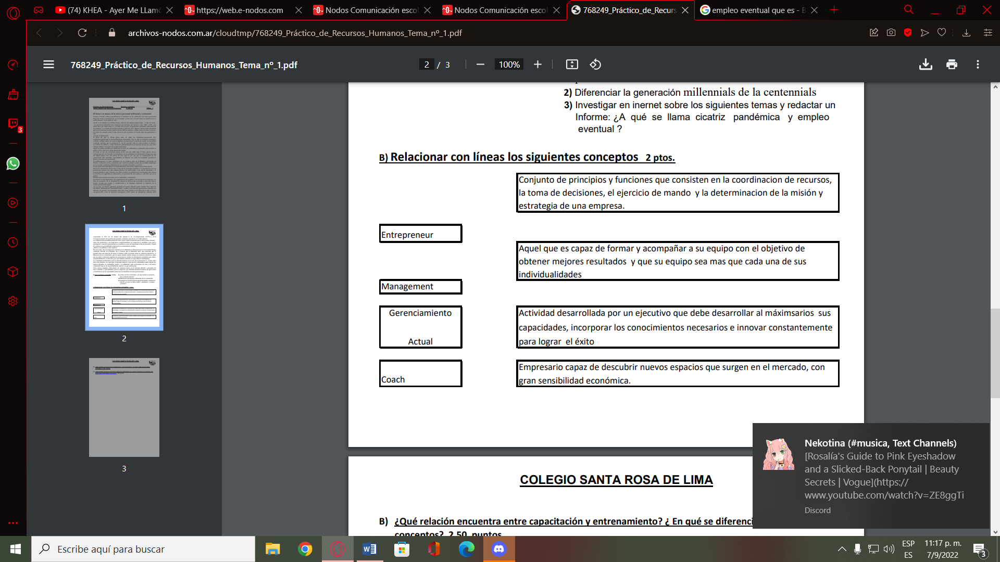 (74) KHEA - Ayer Me LLam
https://web.e-nodos.com
Nodos Comunicación escol
Nodos Comunicación escol
768249_Práctico_de_Recurs
empleo eventual que es - B
archivos-nodos.com.ar/cloudtmp/768249_Práctico_de_Recursos_Humanos_Tema_nº_1.pdf
768249_Práctico_de_Recursos_Humanos_Tema_nº_1.pdf
2 / 3
100%
3
1
2
3
2) Diferenciar la generación millennials de la centennials
3) Investigar en inernet sobre los siguientes temas y redactar un
Informe: ¿A qué se llama cicatriz pandémica y empleo
eventual ?
B) Relacionar con líneas los siguientes conceptos 2 ptos.
Conjunto de principios y funciones que consisten en la coordinacion de recursos,
la toma de decisiones, el ejercicio de mando y la determinacion de la misión y
estrategia de una empresa.
Entrepreneur
Aquel que es capaz de formar y acompañar a su equipo con el objetivo de
obtener mejores resultados y que su equipo sea mas que cada una de sus
individualidades
Management
Gerenciamiento
Actual
Actividad desarrollada por un ejecutivo que debe desarrollar al máximsarios sus
capacidades, incorporar los conocimientos necesarios e innovar constantemente
para lograr el éxito
Coach
Empresario capaz de descubrir nuevos espacios que surgen en el mercado, con
gran sensibilidad económica.
COLEGIO SANTA ROSA DE LIMA
B) ¿Qué relación encuentra entre capacitación y entrenamiento? ¿ En qué se diferenci
conceptos? 2,50 puntos
Nekotina (#musica, Text Channels)
[Rosalía's Guide to Pink Eyeshadow
and a Slicked-Back Ponytail | Beauty
Secrets | Vogue](https://
www.youtube.com/watch?v=ZE8ggTi
Discord
Escribe aquí para buscar
ESP
ES
11:17 p. m.
7/9/2022
3